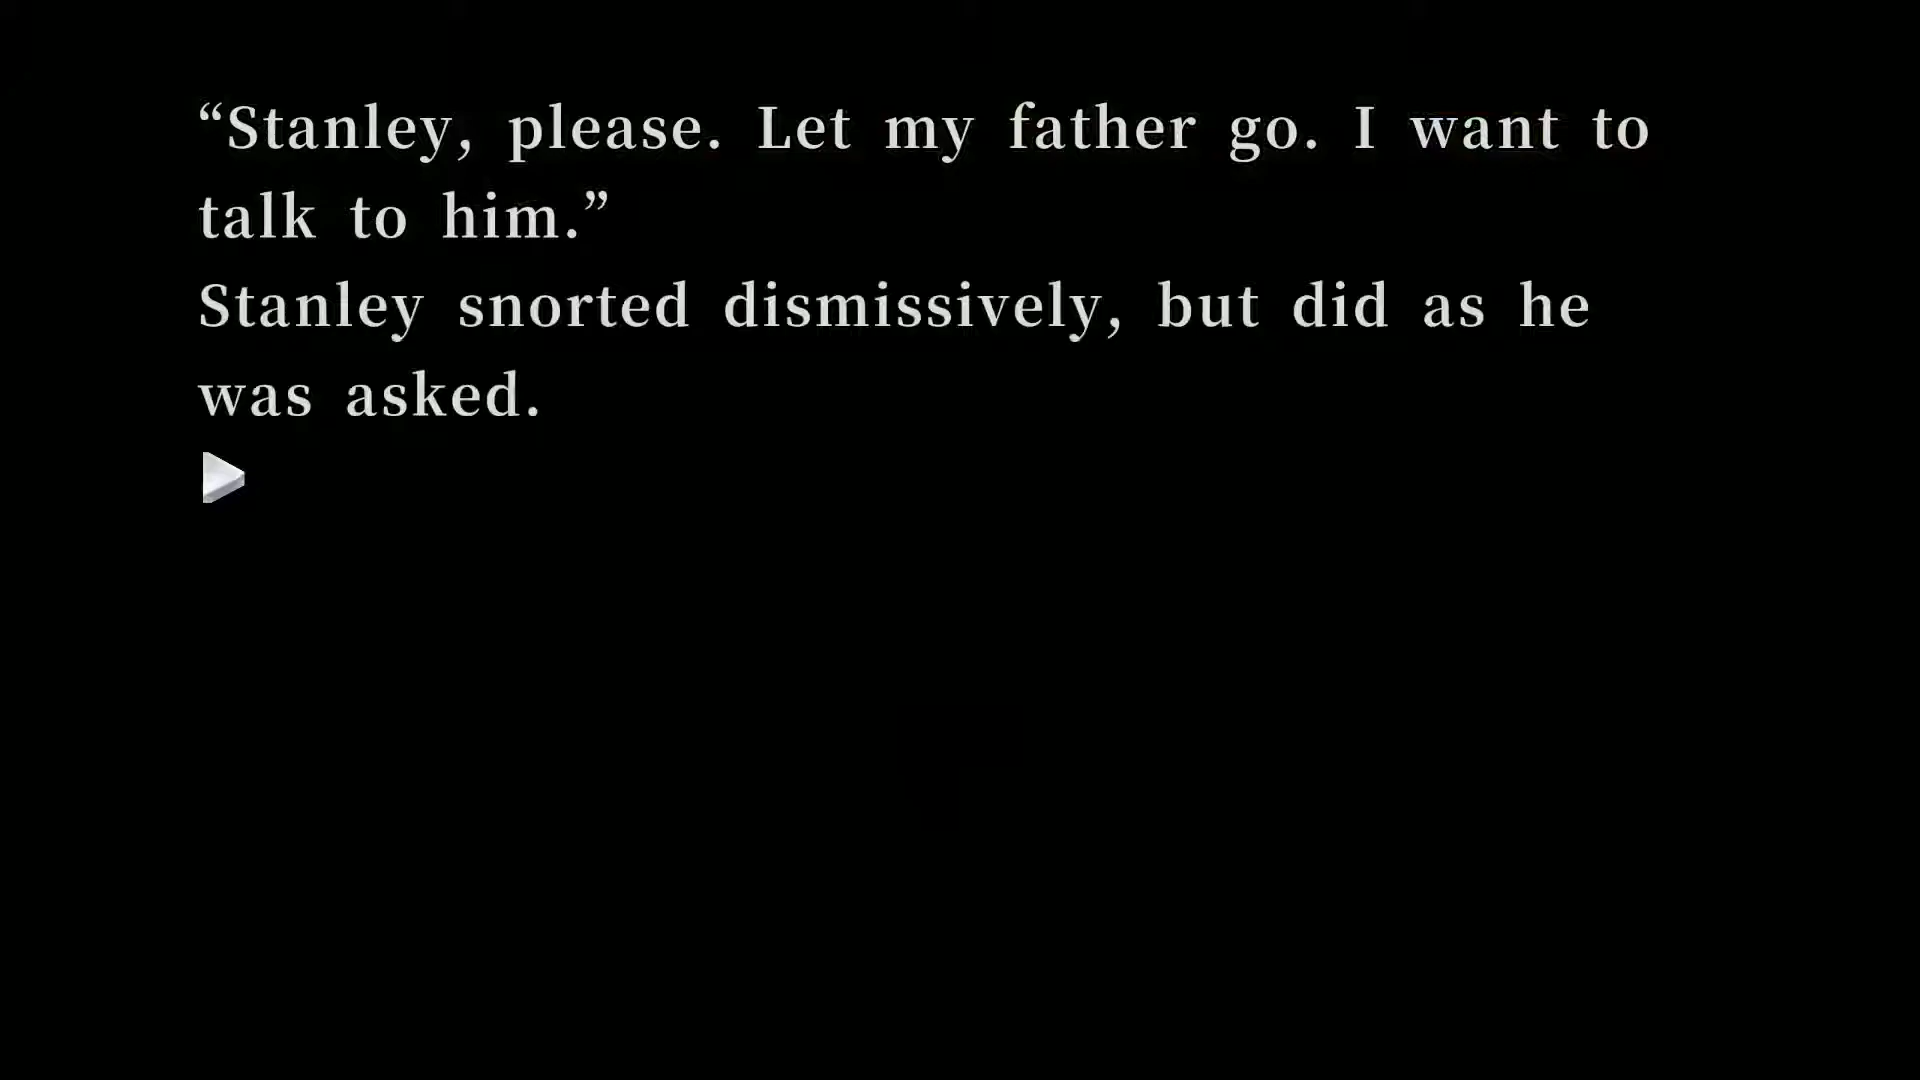 “Stanley, please. Let my father go. I want to
talk to him.”
Stanley snorted dismissively, but did as he
was asked.